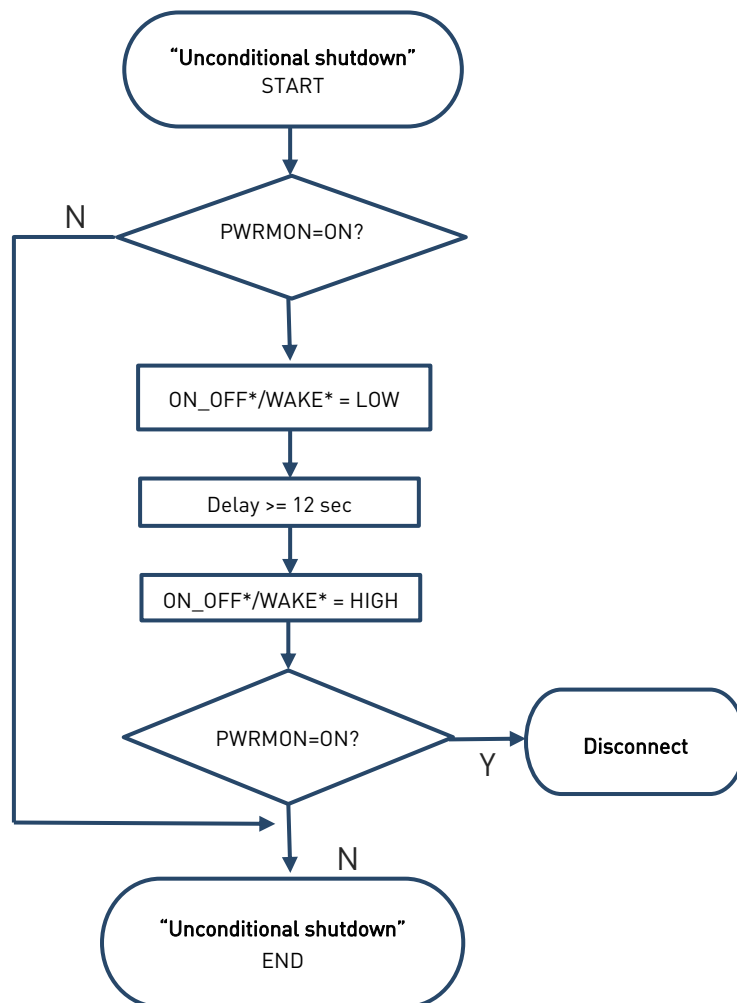 “Unconditional shutdown”
START
N
PWRMON=ON?
ON_OFF*/WAKE* = LOW
Delay >= 12 sec
ON_OFF*/WAKE* = HIGH
PWRMON=ON?
Y
Disconnect
N
“Unconditional shutdown”
END